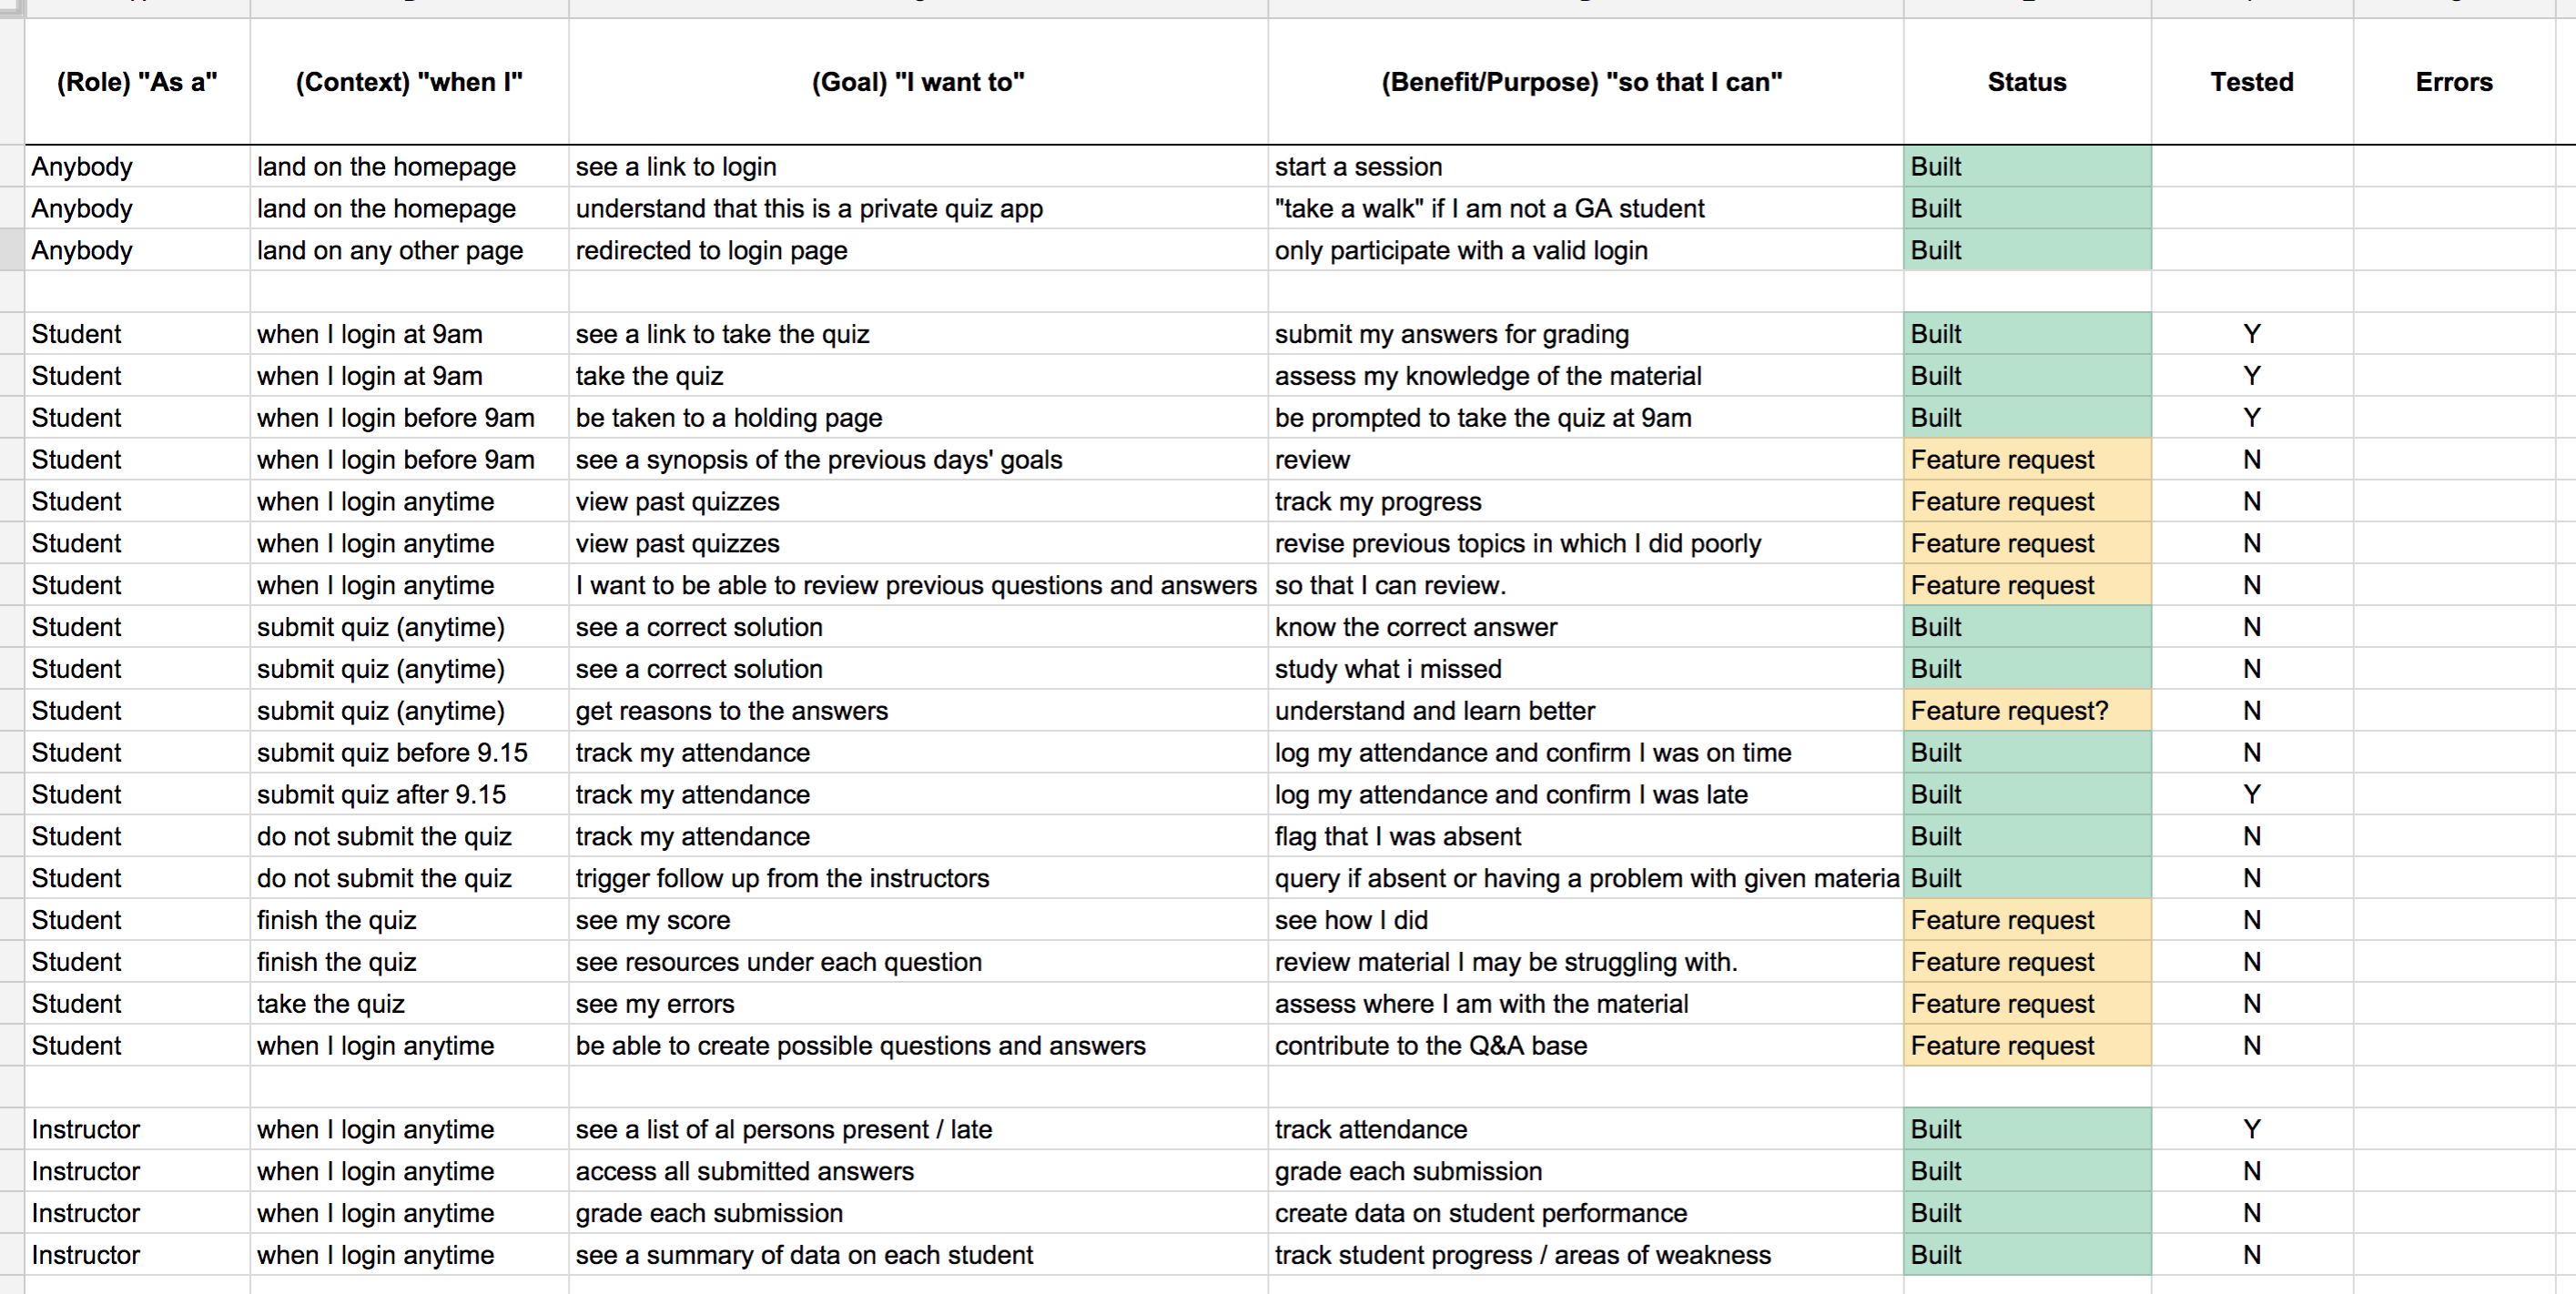 (Role) "As a" (Context) "when I" (Goal) "I want to" (Benefit/Purpose) "so that I can" Status Tested Errors
Anybody land on the homepage see a link to login start a session Built
Anybody land on the homepage understand that this is a private quiz app "take a walk" if I am not a GA student Built
Anybody land on any other page redirected to login page only participate with a valid login Built
Student when I login at 9am see a link to take the quiz submit my answers for grading Built Y
Student when I login at 9am take the quiz assess my knowledge of the material Built Y
Student when I login before 9am be taken to a holding page be prompted to take the quiz at 9am Built Y
Student when I login before 9am see a synopsis of the previous days' goals review Feature request N
Student when I login anytime view past quizzes track my progress Feature request N
Student when I login anytime view past quizzes revise previous topics in which I did poorly Feature request N
Student when I login anytime I want to be able to review previous questions and answers so that I can review. Feature request N
Student submit quiz (anytime) see a correct solution know the correct answer Built N
Student submit quiz (anytime) see a correct solution study what i missed Built N
Student submit quiz (anytime) get reasons to the answers understand and learn better Feature request? N
Student submit quiz before 9.15 track my attendance log my attendance and confirm I was on time Built N
Student submit quiz after 9.15 track my attendance log my attendance and confirm I was late Built Y
Student do not submit the quiz track my attendance flag that I was absent Built N
Student do not submit the quiz trigger follow up from the instructors query if absent or having a problem with given materia Built N
Student finish the quiz see my score see how I did Feature request N
Student finish the quiz see resources under each question review material I may be struggling with. Feature request N
Student take the quiz see my errors assess where I am with the material Feature request N
Student when I login anytime be able to create possible questions and answers contribute to the Q&A base Feature request N
Instructor when I login anytime see a list of al persons present / late track attendance Built Y
Instructor when I login anytime access all submitted answers grade each submission Built N
Instructor when I login anytime grade each submission create data on student performance Built N
Instructor when I login anytime see a summary of data on each student track student progress / areas of weakness Built N